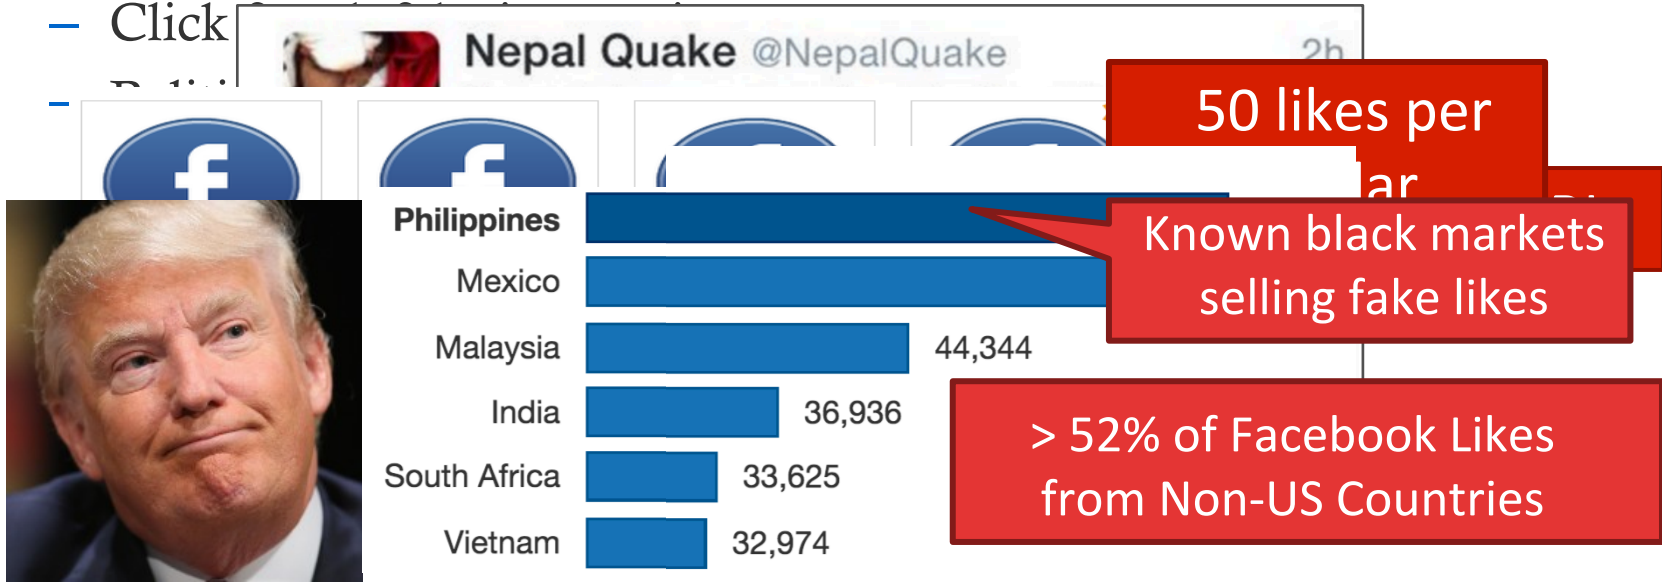 – Click
Nepal Quake @NepalQuake 2h
–
50 likes per
f f
ar
Philippines
Known black markets
selling fake likes
Mexico
Malaysia 44,344
India 36,936
> 52% of Facebook Likes
from Non-US Countries
South Africa 33,625
Vietnam 32,974